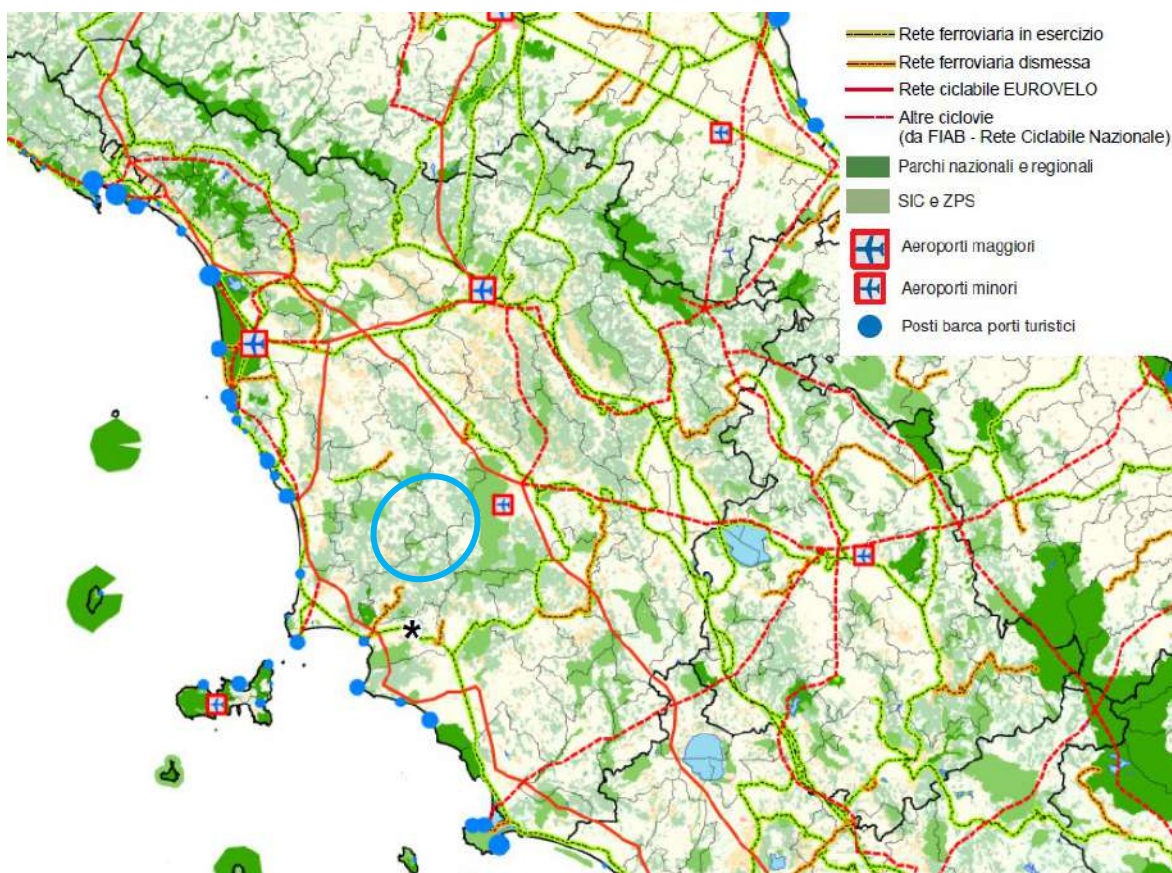 Rete ferroviaria in esercizio
Rete ferroviaria dismessa
Rete ciclabile EUROVELO
Altre ciclovie
(da FIAB - Rete Ciclabile Nazionale)
Parchi nazionali e regionali
SIC e ZPS
Aeroporti maggiori
Aeroporti minori
Posti barca porti turistici
*